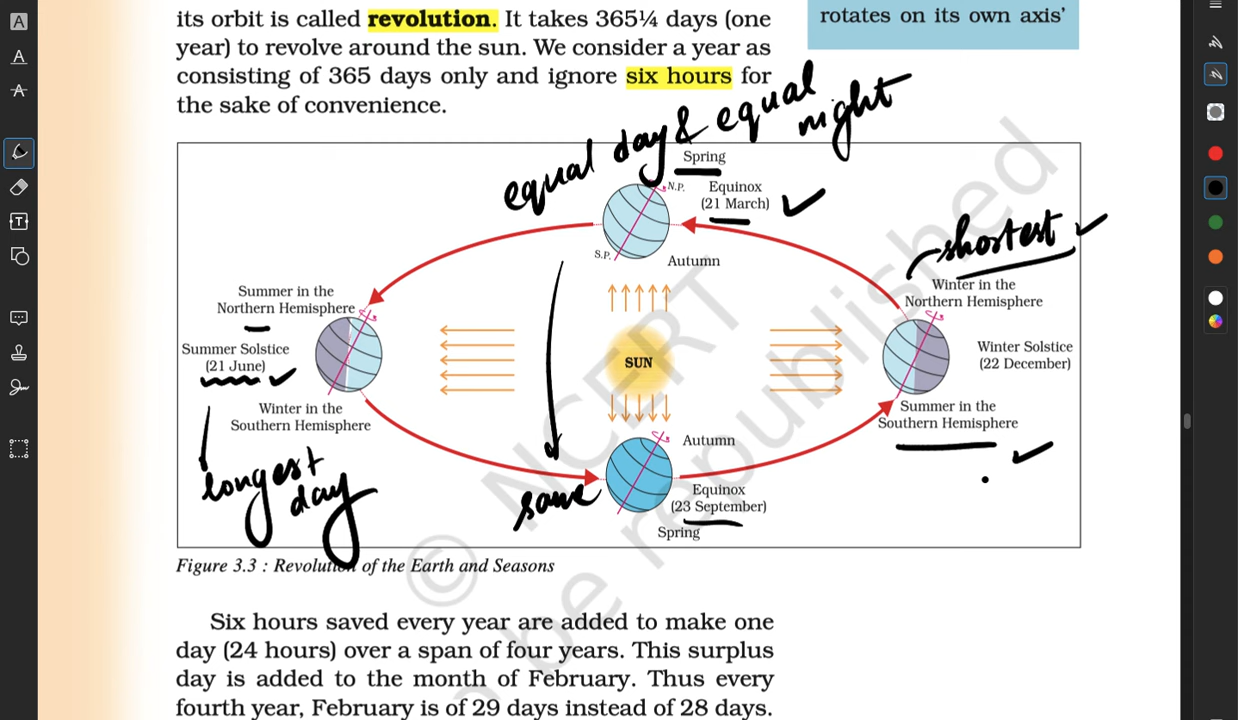 its orbit is called revolution. It takes 365¼ days (one
year) to revolve around the sun. We consider a year as
consisting of 365 days only and ignore six hours for
the sake of convenience.
rotates on its own axis’
equal day & equal
night
Spring
N.P.
Equinox
(21 March)
S.P.
Autumn
shortest
Summer in the
Northern Hemisphere
Summer Solstice
(21 June)
Winter in the
Southern Hemisphere
longest
day
SUN
Winter in the
Northern Hemisphere
Winter Solstice
(22 December)
Summer in the
Southern Hemisphere
Autumn
same
Equinox
(23 September)
Spring
Figure 3.3 : Revolution of the Earth and Seasons
© NCERT
be republished
Six hours saved every year are added to make one
day (24 hours) over a span of four years. This surplus
day is added to the month of February. Thus every
fourth year, February is of 29 days instead of 28 days.
A
A
A
T